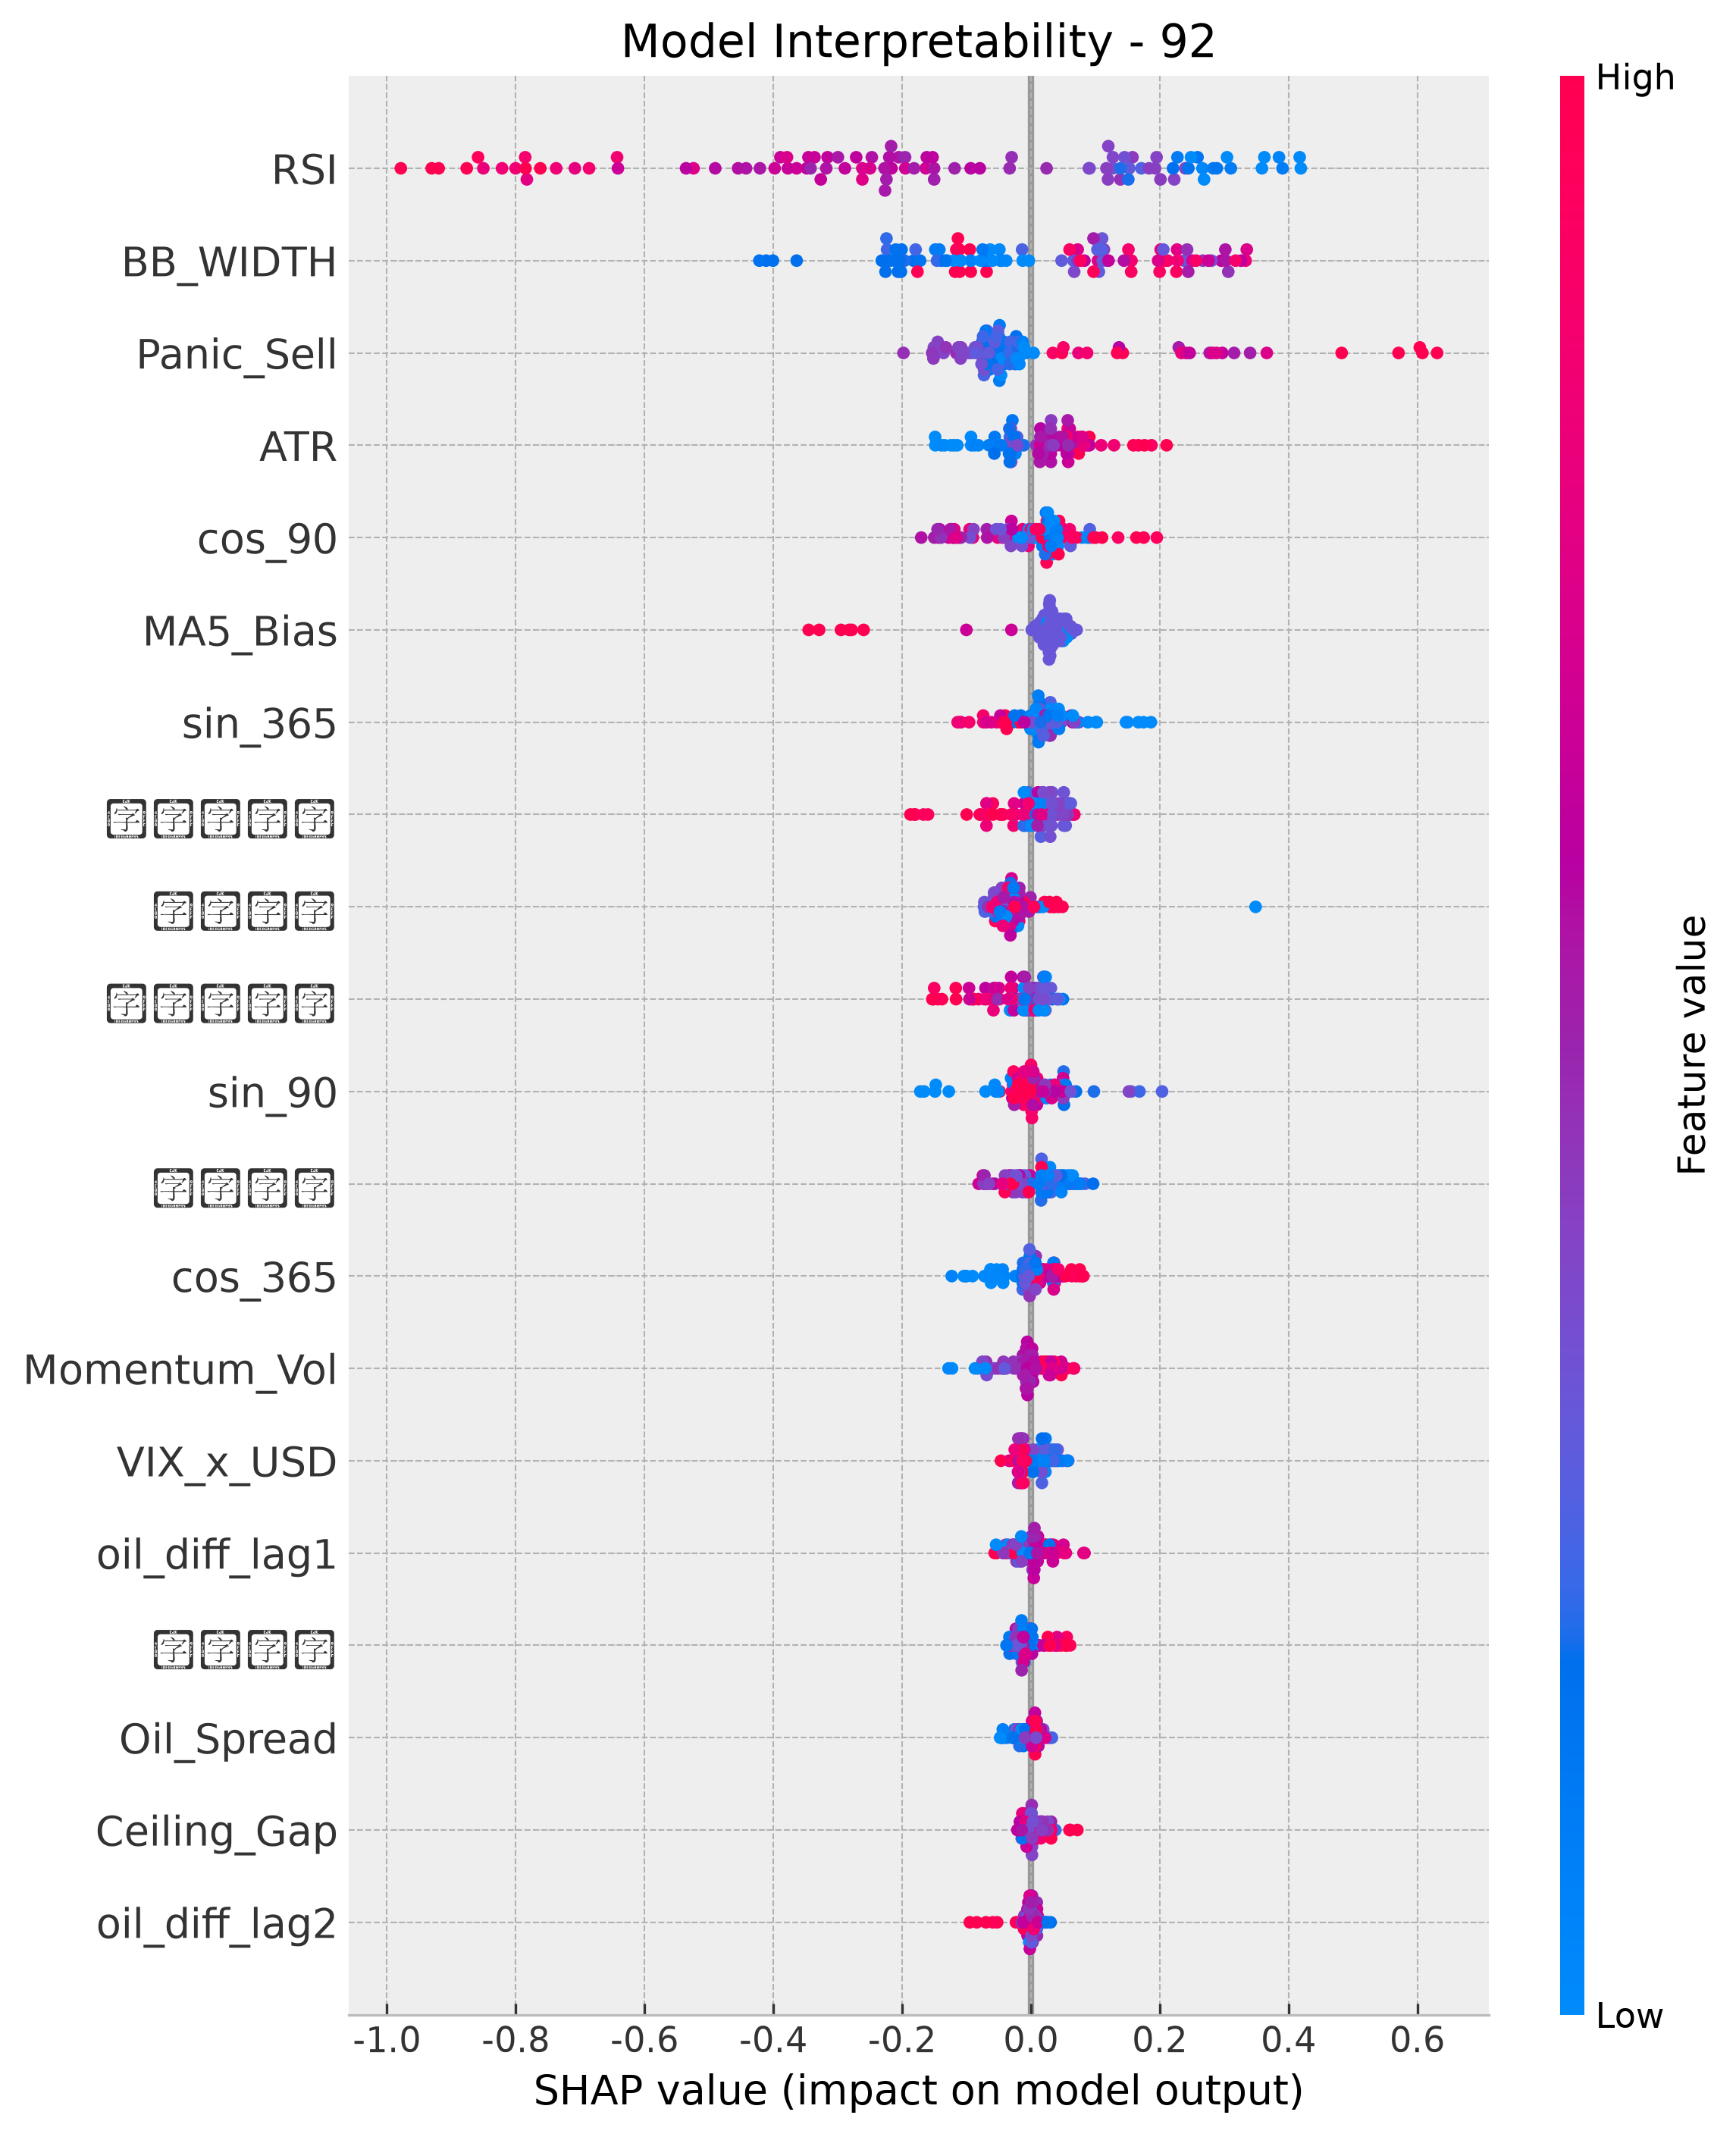 Model Interpretability - 92
High
RSI
BB_WIDTH
Panic_Sell
ATR
cos_90
MA5_Bias
sin_365
sin_90
cos_365
Momentum_Vol
VIX_x_USD
oil_diff_lag1
Oil_Spread
Ceiling_Gap
oil_diff_lag2
Feature value
Low
-1.0 -0.8 -0.6 -0.4 -0.2 0.0 0.2 0.4 0.6
SHAP value (impact on model output)